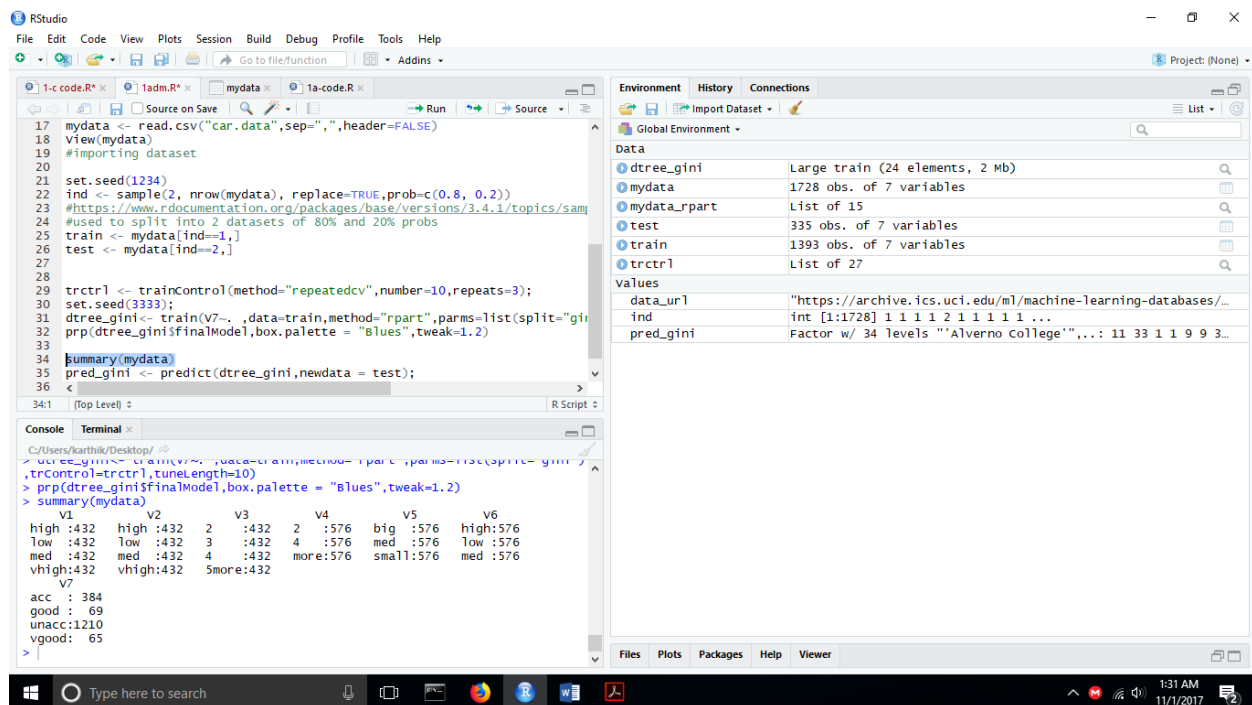 RStudio
File Edit Code View Plots Session Build Debug Profile Tools Help
Go to file/function Addins
Project: (None)
1-c code.R* 1adm.R* mydata 1a-code.R
Source on Save Run Source
17 mydata <- read.csv("car.data",sep=",",header=FALSE)
18 View(mydata)
19 #importing dataset
20
21 set.seed(1234)
22 ind <- sample(2, nrow(mydata), replace=TRUE,prob=c(0.8, 0.2))
23 #https://www.rdocumentation.org/packages/base/versions/3.4.1/topics/samp
24 #used to split into 2 datasets of 80% and 20% probs
25 train <- mydata[ind==1,]
26 test <- mydata[ind==2,]
27
28
29 trctrl <- trainControl(method="repeatedcv",number=10,repeats=3);
30 set.seed(3333);
31 dtree_gini<- train(V7~. ,data=train,method="rpart",parms=list(split="gin
32 prp(dtree_gini$finalModel,box.palette = "Blues",tweak=1.2)
33
34 summary(mydata)
35 pred_gini <- predict(dtree_gini,newdata = test);
36
34:1 (Top Level) R Script
Console Terminal
C:/Users/karthik/Desktop/
> dtree_gini<- train(V7~. ,data=train,method="rpart",parms=list(split="gini")
,trControl=trctrl,tuneLength=10)
> prp(dtree_gini$finalModel,box.palette = "Blues",tweak=1.2)
> summary(mydata)
V1 V2 V3 V4 V5 V6
high :432 high :432 2 :432 2 :576 big :576 high:576
low :432 low :432 3 :432 4 :576 med :576 low :576
med :432 med :432 4 :432 more:576 small:576 med :576
vhigh:432 vhigh:432 5more:432
V7
acc : 384
good : 69
unacc:1210
vgood: 65
>
Environment History Connections
Import Dataset List
Global Environment
Data
dtree_gini Large train (24 elements, 2 Mb)
mydata 1728 obs. of 7 variables
mydata_rpart List of 15
test 335 obs. of 7 variables
train 1393 obs. of 7 variables
trctrl List of 27
Values
data_url "https://archive.ics.uci.edu/ml/machine-learning-databases/…
ind int [1:1728] 1 1 1 1 2 1 1 1 1 1 ...
pred_gini Factor w/ 34 levels "'Alverno College'",..: 11 33 1 1 9 9 3…
Files Plots Packages Help Viewer
Type here to search
1:31 AM
11/1/2017
2